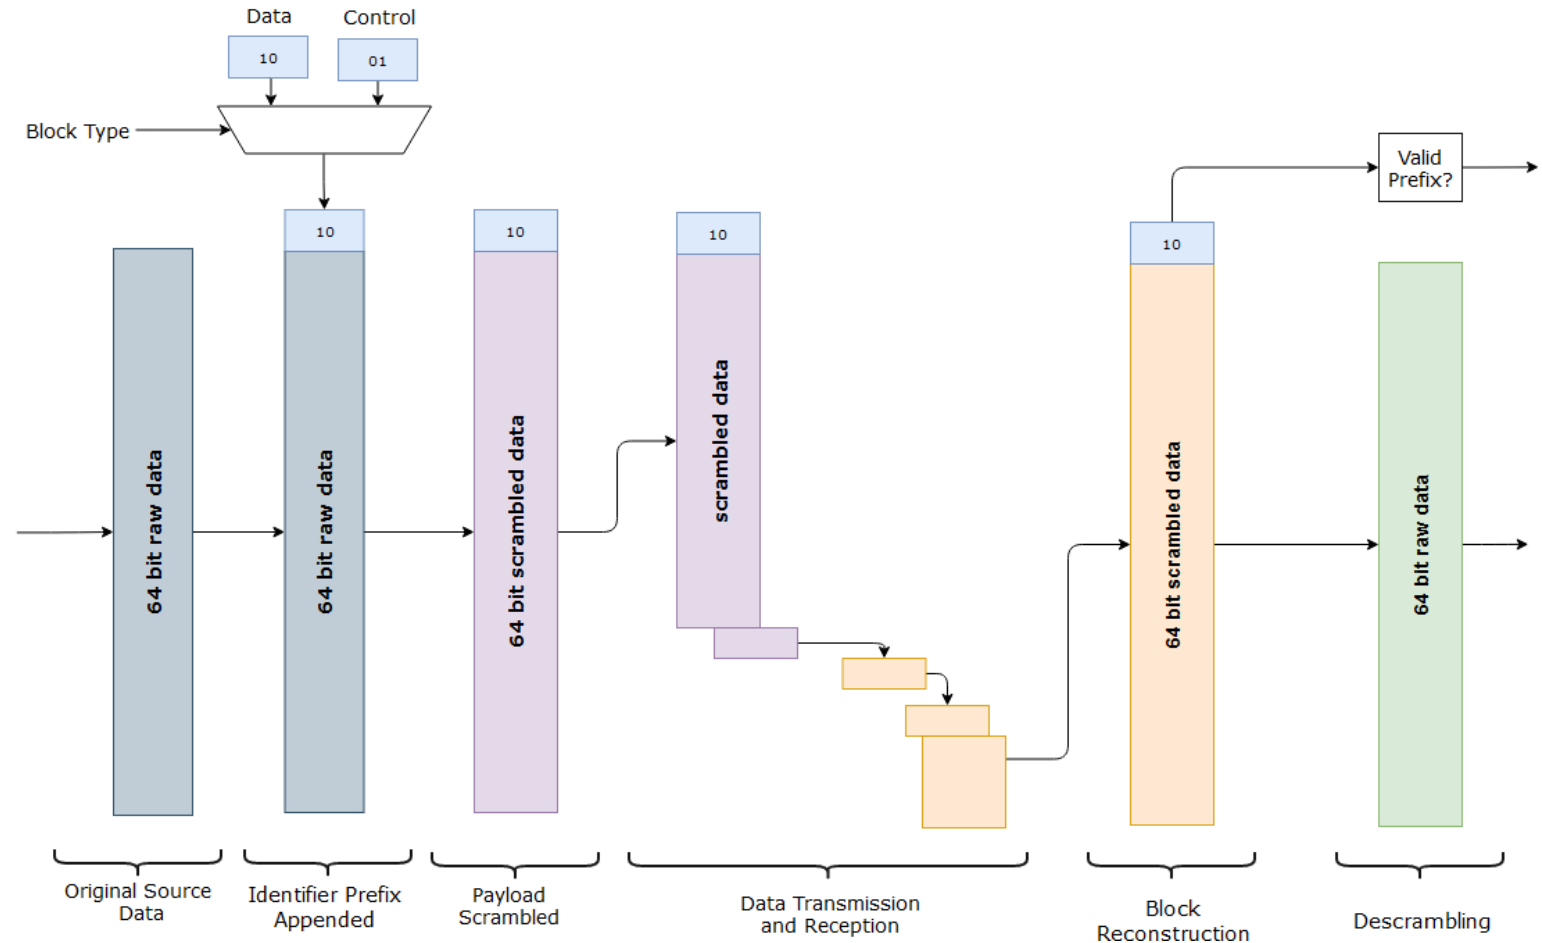 Data
Control
10
01
Block Type
Valid
Prefix?
10
10
10
10
64 bit raw data
64 bit raw data
64 bit scrambled data
scrambled data
64 bit scrambled data
64 bit raw data
Original Source
Data
Identifier Prefix
Appended
Payload
Scrambled
Data Transmission
and Reception
Block
Reconstruction
Descrambling